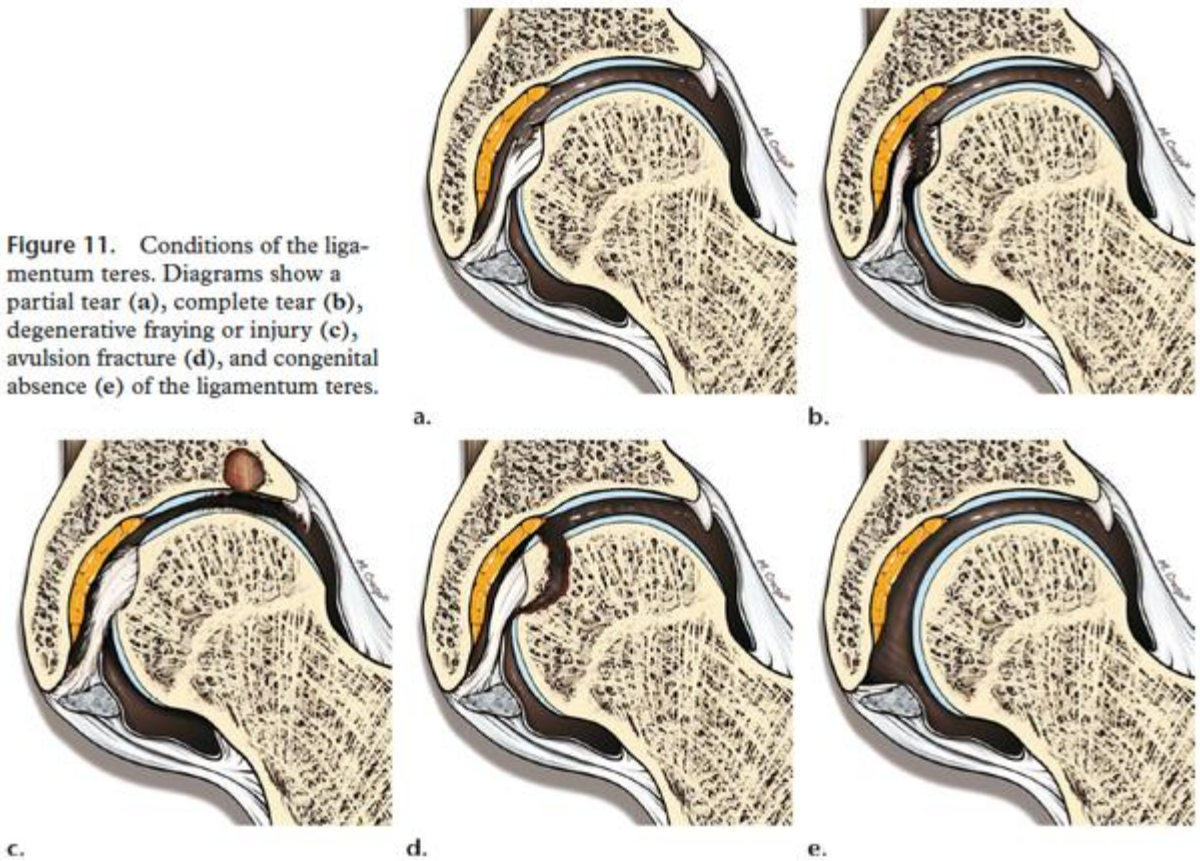 Figure 11. Conditions of the liga-
mentum teres. Diagrams show a
partial tear (a), complete tear (b),
degenerative fraying or injury (c),
avulsion fracture (d), and congenital
absence (e) of the ligamentum teres.
a.
b.
c.
d.
e.